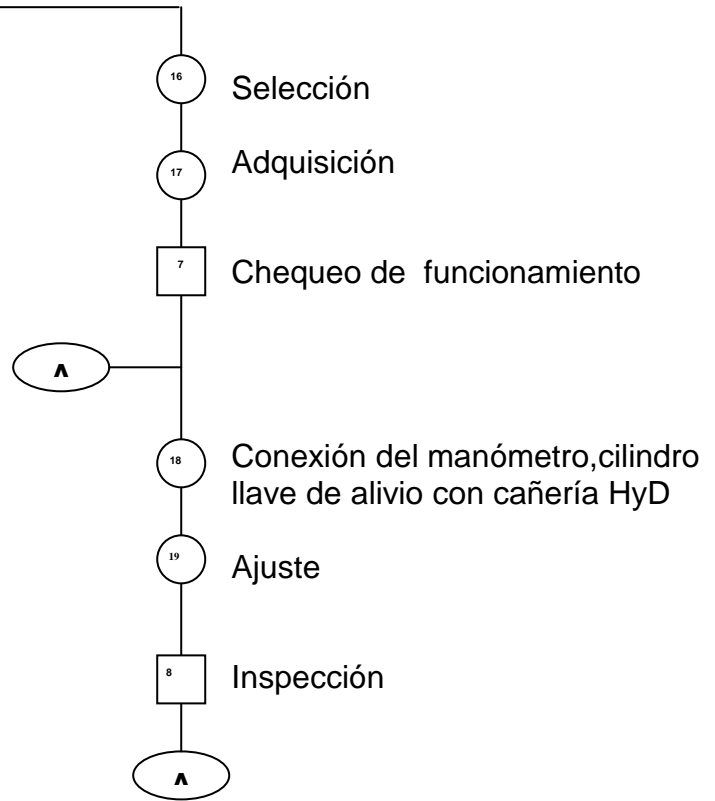 16
Selección
17
Adquisición
7
Chequeo de  funcionamiento
ʌ
18
Conexión del manómetro,cilindro
llave de alivio con cañería HyD
19
Ajuste
8
Inspección
ʌ